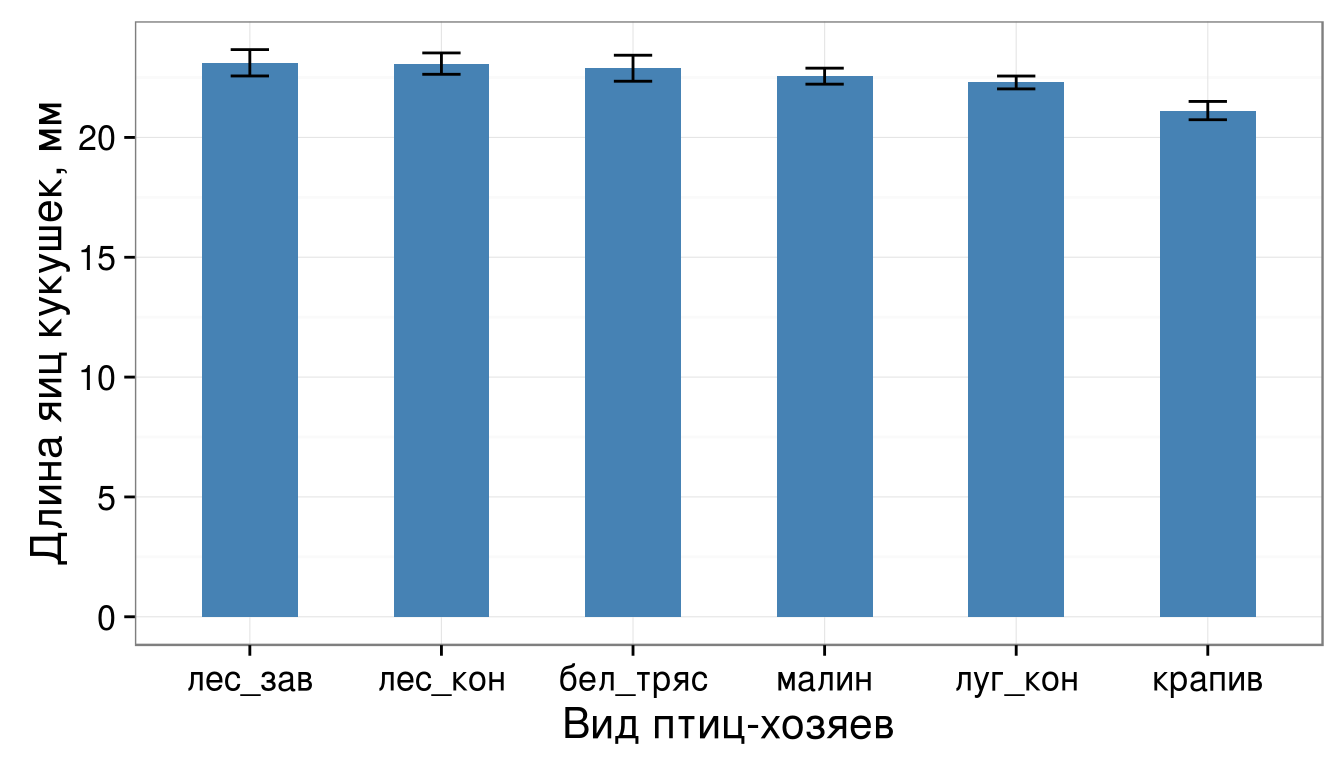 Длина яиц кукушек, мм
20
15
10
5
0
лес_зав лес_кон бел_тряс малин луг_кон крапив
Вид птиц-хозяев